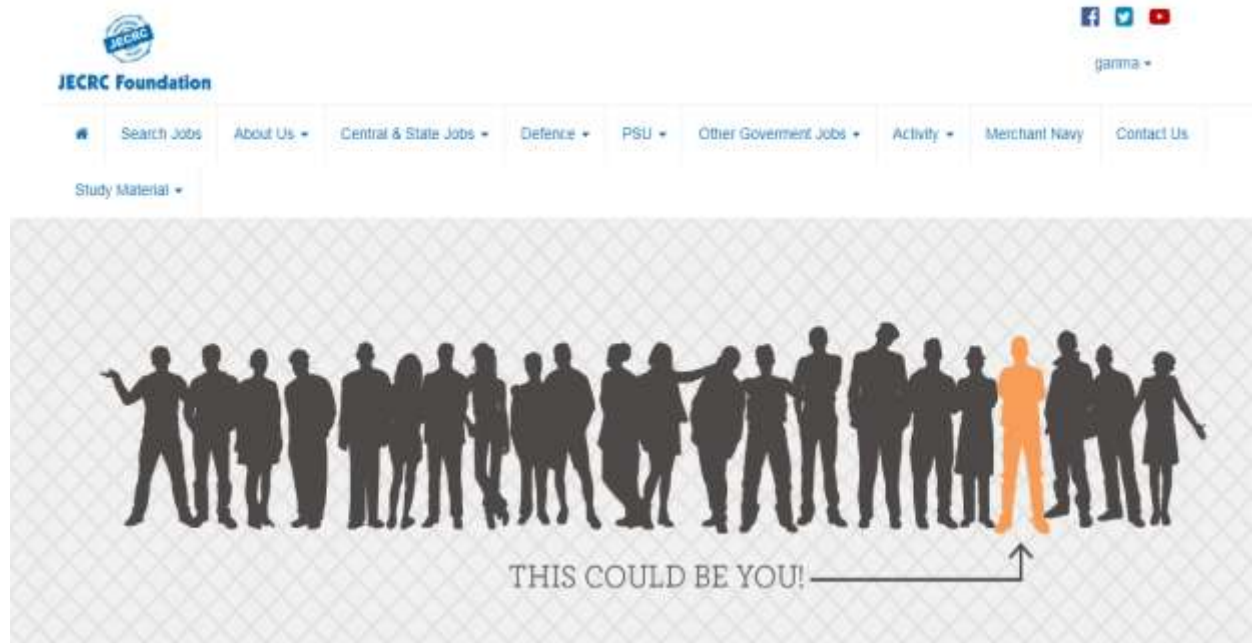 JECRC
JECRC Foundation
garima
Search Jobs About Us Central & State Jobs Defence PSU Other Goverment Jobs Activity Merchant Navy Contact Us
Study Material
THIS COULD BE YOU!